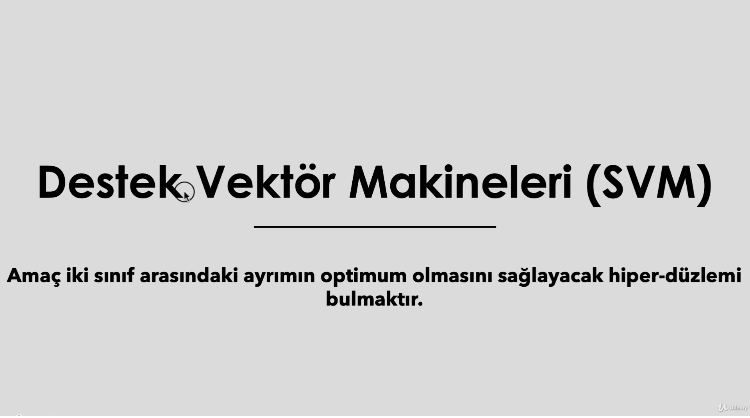 Destek Vektör Makineleri (SVM)
Amaç iki sınıf arasındaki ayrımın optimum olmasını sağlayacak hiper-düzlemi
bulmaktır.